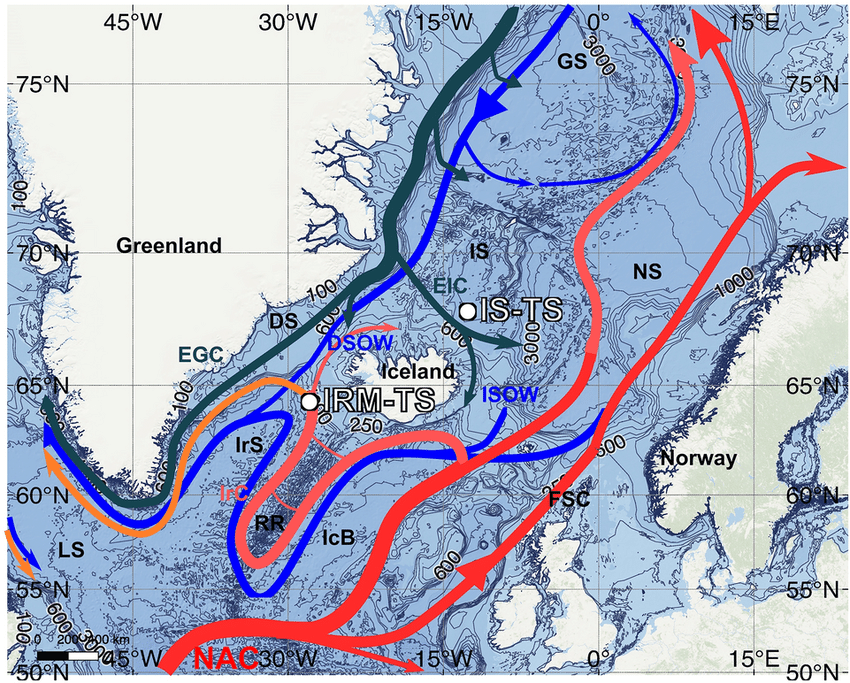 45°W 30°W 15°W 0° 15°E
3000
GS
75°N 75°N
100
Greenland
70°N 70°N
IS
NS
EIC
100
1000
IS-TS
DS
600
600
3000
DSOW
EGC
Iceland
65°N 65°N
ISOW
100
IRM-TS
250
IrS
600
Norway
60°N 60°N
IrC
FSC
RR
IcB
LS
600
55°N 55°N
600
100
0 200 400 km
50°N 45°W NAC 30°W 15°W 0° 15°E 50°N